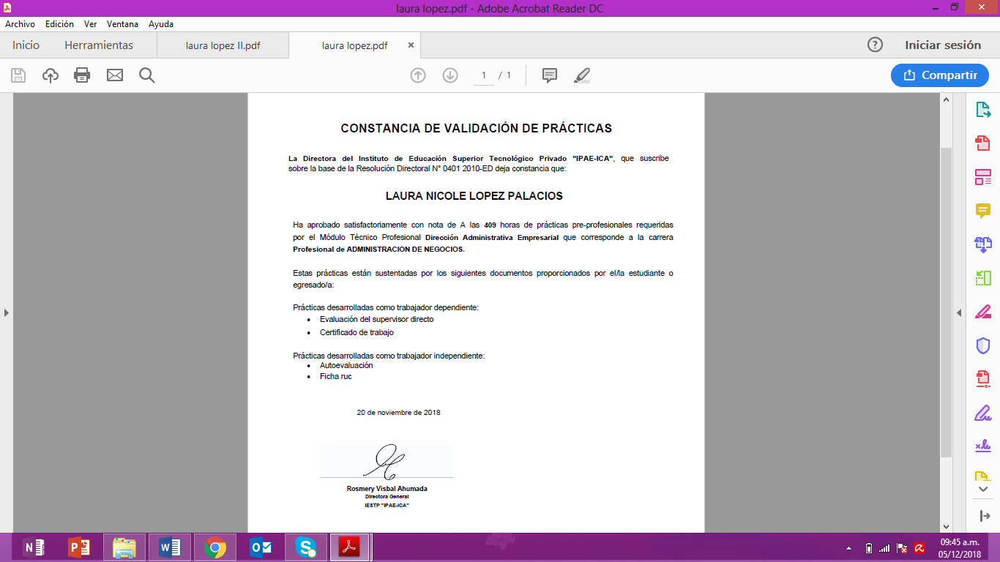 laura lopez.pdf - Adobe Acrobat Reader DC
Archivo Edición Ver Ventana Ayuda
Inicio Herramientas laura lopez II.pdf laura lopez.pdf × ? Iniciar sesión
1 / 1 Compartir
CONSTANCIA DE VALIDACIÓN DE PRÁCTICAS
La Directora del Instituto de Educación Superior Tecnológico Privado "IPAE-ICA", que suscribe
sobre la base de la Resolución Directoral N° 0401 2010-ED deja constancia que:
LAURA NICOLE LOPEZ PALACIOS
Ha aprobado satisfactoriamente con nota de A las 409 horas de prácticas pre-profesionales requeridas
por el Módulo Técnico Profesional Dirección Administrativa Empresarial que corresponde a la carrera
Profesional de ADMINISTRACION DE NEGOCIOS.
Estas prácticas están sustentadas por los siguientes documentos proporcionados por el/la estudiante o
egresado/a:
Prácticas desarrolladas como trabajador dependiente:
• Evaluación del supervisor directo
• Certificado de trabajo
Prácticas desarrolladas como trabajador independiente:
• Autoevaluación
• Ficha ruc
20 de noviembre de 2018
Rosmery Visbal Ahumada
Directora General
IESTP "IPAE-ICA"
09:45 a.m.
05/12/2018